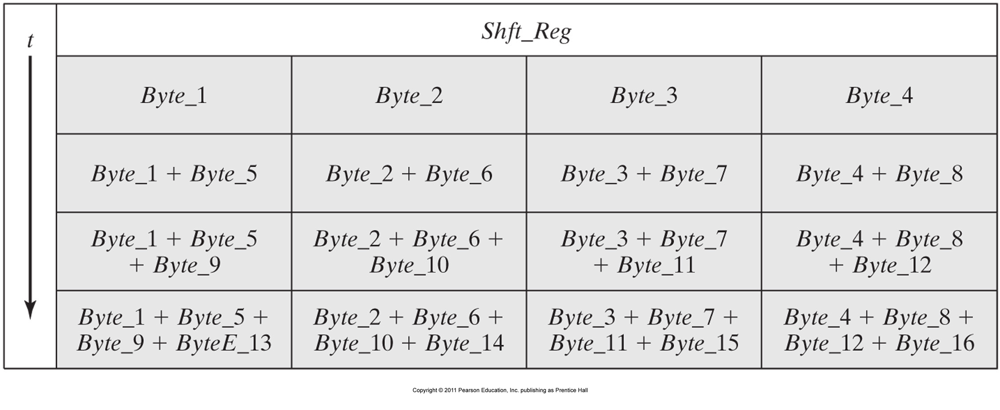 t
Shft_Reg
Byte_1
Byte_2
Byte_3
Byte_4
Byte_1 + Byte_5
Byte_2 + Byte_6
Byte_3 + Byte_7
Byte_4 + Byte_8
Byte_1 + Byte_5
+ Byte_9
Byte_2 + Byte_6 +
Byte_10
Byte_3 + Byte_7
+ Byte_11
Byte_4 + Byte_8
+ Byte_12
Byte_1 + Byte_5 +
Byte_9 + ByteE_13
Byte_2 + Byte_6 +
Byte_10 + Byte_14
Byte_3 + Byte_7 +
Byte_11 + Byte_15
Byte_4 + Byte_8 +
Byte_12 + Byte_16
Copyright © 2011 Pearson Education, Inc. publishing as Prentice Hall